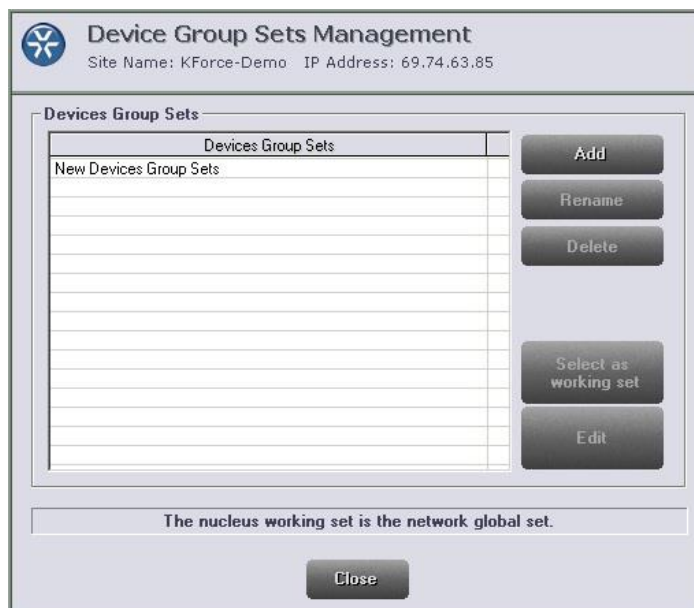 Device Group Sets Management
Site Name: KForce-Demo IP Address: 69.74.63.85
Devices Group Sets
Devices Group Sets
New Devices Group Sets
Add
Rename
Delete
Select as
working set
Edit
The nucleus working set is the network global set.
Close